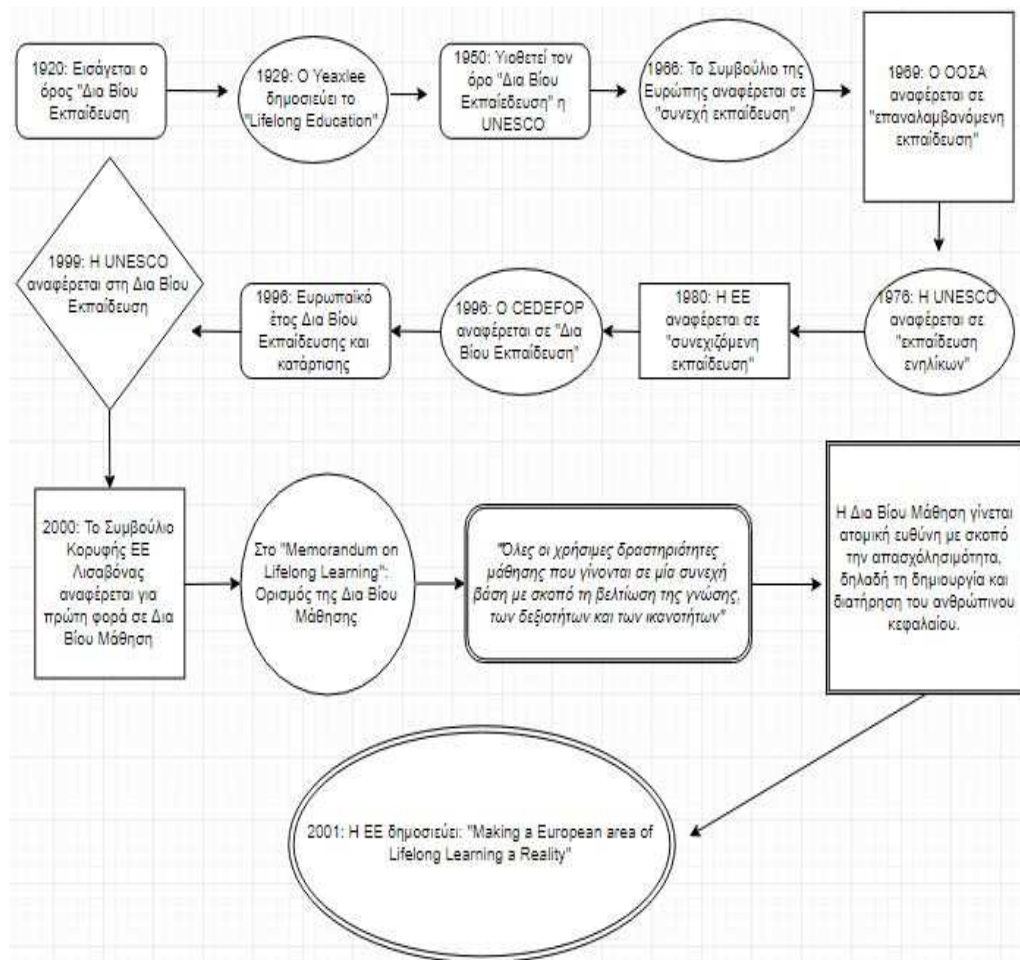 1920: Εισάγεται ο
όρος "Δια Βίου
Εκπαίδευση
1929: Ο Yeaxlee
δημοσιεύει το
"Lifelong Education"
1950: Υιοθετεί τον
όρο "Δια Βίου
Εκπαίεδευση" η
UNESCO
1966: Το Συμβούλιο της
Ευρώπης αναφέρεται σε
"συνεχή εκπαίδευση"
1969: Ο ΟΟΣΑ
αναφέρεται σε
"επαναλαμβανόμενη
εκπαίδευση"
1976: Η UNESCO
αναφέρεται σε
"εκπαίδευση
ενηλίκων"
1980: Η ΕΕ
αναφέρεται σε
"συνεχιζόμενη
εκπαίδευση"
1996: Ο CEDEFOP
αναφέρεται σε "Δια
Βίου Εκπαίδευση"
1996: Ευρωπαϊκό
έτος Δια Βίου
Εκπαίδευσης και
κατάρτισης
1999: Η UNESCO
αναφέρεται στη Δια Βίου
Εκπαίδευση
2000: Το Συμβούλιο
Κορυφής ΕΕ
Λισαβόνας
αναφέρεται για
πρώτη φορά σε Δια
Βίου Μάθηση
Στο "Memorandum on
Lifelong Learning":
Ορισμός της Δια Βίου
Μάθησης
"Όλες οι χρήσιμες δραστηριότητες
μάθησης που γίνονται σε μία συνεχή
βάση με σκοπό τη βελτίωση της γνώσης,
των δεξιοτήτων και των ικανοτήτων"
Η Δια Βίου Μάθηση γίνεται
ατομική ευθύνη με σκοπό
την απασχόλησιμότητα,
δηλαδή τη δημιουργία και
διατήρηση του ανθρώπινου
κεφαλαίου.
2001: Η ΕΕ δημοσιεύει: "Making a European area of
Lifelong Learning a Reality"